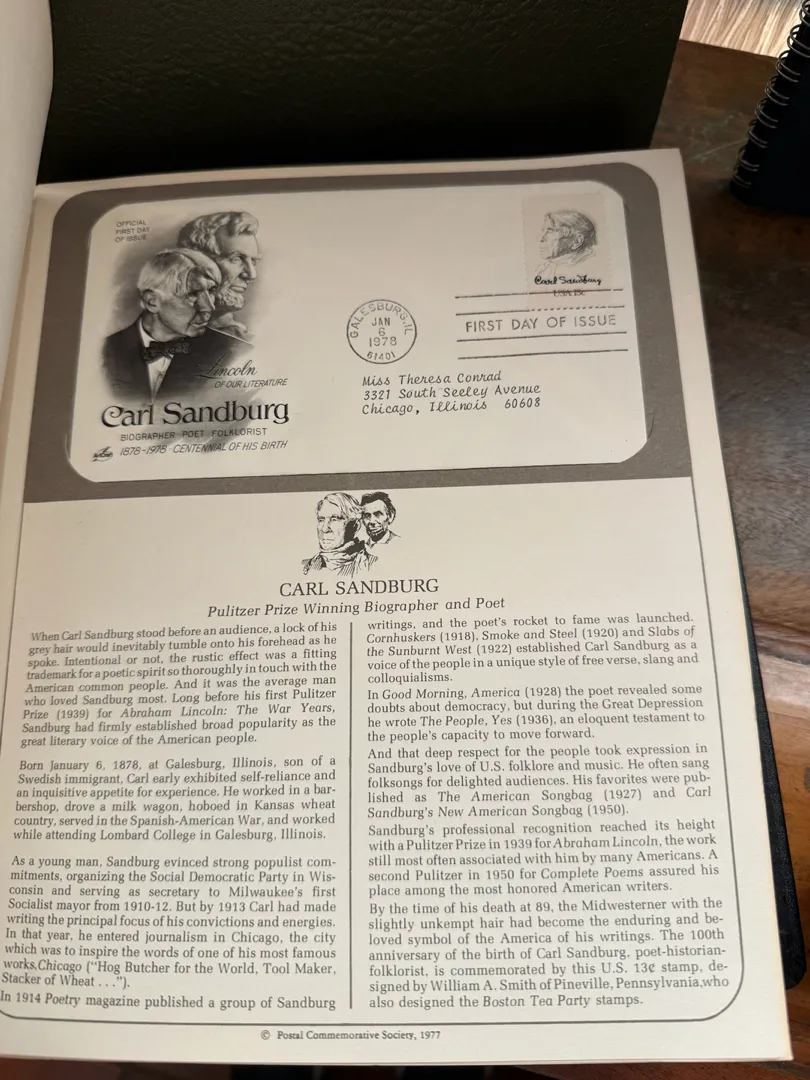 OFFICIAL
FIRST DAY
OF ISSUE
Carl Sandburg
USA 13c
GALESBURG, IL
JAN
6
1978
61401
FIRST DAY OF ISSUE
Lincoln
OF OUR LITERATURE
Carl Sandburg
BIOGRAPHER POET FOLKLORIST
1878-1978 CENTENNIAL OF HIS BIRTH
Miss Theresa Conrad
3321 South Seeley Avenue
Chicago, Illinois 60608
CARL SANDBURG
Pulitzer Prize Winning Biographer and Poet
When Carl Sandburg stood before an audience, a lock of his
grey hair would inevitably tumble onto his forehead as he
spoke. Intentional or not, the rustic effect was a fitting
trademark for a poetic spirit so thoroughly in touch with the
American common people. And it was the average man
who loved Sandburg most. Long before his first Pulitzer
Prize (1939) for Abraham Lincoln: The War Years,
Sandburg had firmly established broad popularity as the
great literary voice of the American people.
Born January 6, 1878, at Galesburg, Illinois, son of a
Swedish immigrant, Carl early exhibited self-reliance and
an inquisitive appetite for experience. He worked in a bar-
bershop, drove a milk wagon, hoboed in Kansas wheat
country, served in the Spanish-American War, and worked
while attending Lombard College in Galesburg, Illinois.
As a young man, Sandburg evinced strong populist com-
mitments, organizing the Social Democratic Party in Wis-
consin and serving as secretary to Milwaukee's first
Socialist mayor from 1910-12. But by 1913 Carl had made
writing the principal focus of his convictions and energies.
In that year, he entered journalism in Chicago, the city
which was to inspire the words of one of his most famous
works,Chicago ("Hog Butcher for the World, Tool Maker,
Stacker of Wheat . . .").
In 1914 Poetry magazine published a group of Sandburg
writings, and the poet's rocket to fame was launched.
Cornhuskers (1918), Smoke and Steel (1920) and Slabs of
the Sunburnt West (1922) established Carl Sandburg as a
voice of the people in a unique style of free verse, slang and
colloquialisms.
In Good Morning, America (1928) the poet revealed some
doubts about democracy, but during the Great Depression
he wrote The People, Yes (1936), an eloquent testament to
the people's capacity to move forward.
And that deep respect for the people took expression in
Sandburg's love of U.S. folklore and music. He often sang
folksongs for delighted audiences. His favorites were pub-
lished as The American Songbag (1927) and Carl
Sandburg's New American Songbag (1950).
Sandburg's professional recognition reached its height
with a Pulitzer Prize in 1939 for Abraham Lincoln, the work
still most often associated with him by many Americans. A
second Pulitzer in 1950 for Complete Poems assured his
place among the most honored American writers.
By the time of his death at 89, the Midwesterner with the
slightly unkempt hair had become the enduring and be-
loved symbol of the America of his writings. The 100th
anniversary of the birth of Carl Sandburg, poet-historian-
folklorist, is commemorated by this U.S. 13¢ stamp, de-
signed by William A. Smith of Pineville, Pennsylvania,who
also designed the Boston Tea Party stamps.
© Postal Commemorative Society, 1977